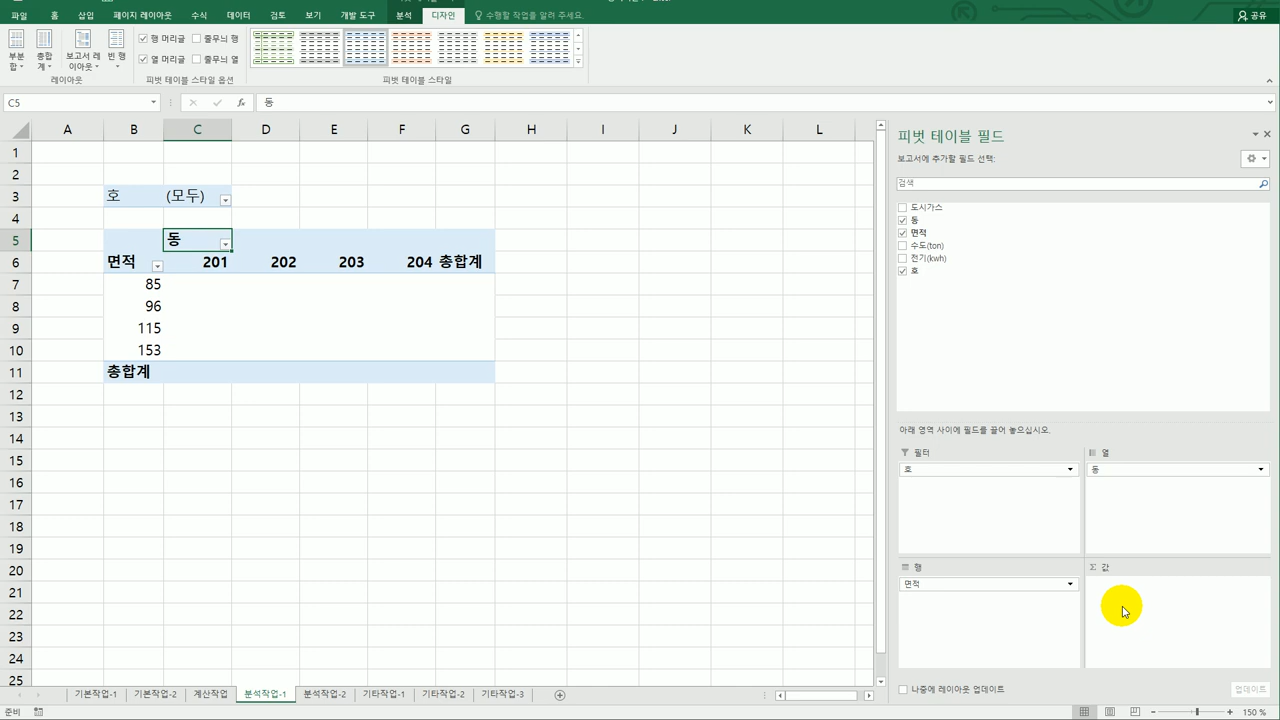 파일 홈 삽입 페이지 레이아웃 수식 데이터 검토 보기 개발 도구 분석 디자인 수행할 작업을 알려 주세요. 공유
부분합 총합계 보고서 레이아웃 빈 행
행 머리글 줄무늬 행
열 머리글 줄무늬 열
레이아웃 피벗 테이블 스타일 옵션 피벗 테이블 스타일
C5 fx 동
A B C D E F G H I J K L
1
2
3 호 (모두)
4
5 동
6 면적 201 202 203 204 총합계
7 85
8 96
9 115
10 153
11 총합계
12
13
14
15
16
17
18
19
20
21
22
23
24
25
피벗 테이블 필드
보고서에 추가할 필드 선택:
검색
도시가스
동
면적
수도(ton)
전기(kwh)
호
아래 영역 사이에 필드를 끌어 놓으십시오.
필터 열
호 동
행 Σ 값
면적
나중에 레이아웃 업데이트 업데이트
기본작업-1 기본작업-2 계산작업 분석작업-1 분석작업-2 기타작업-1 기타작업-2 기타작업-3
준비 150 %